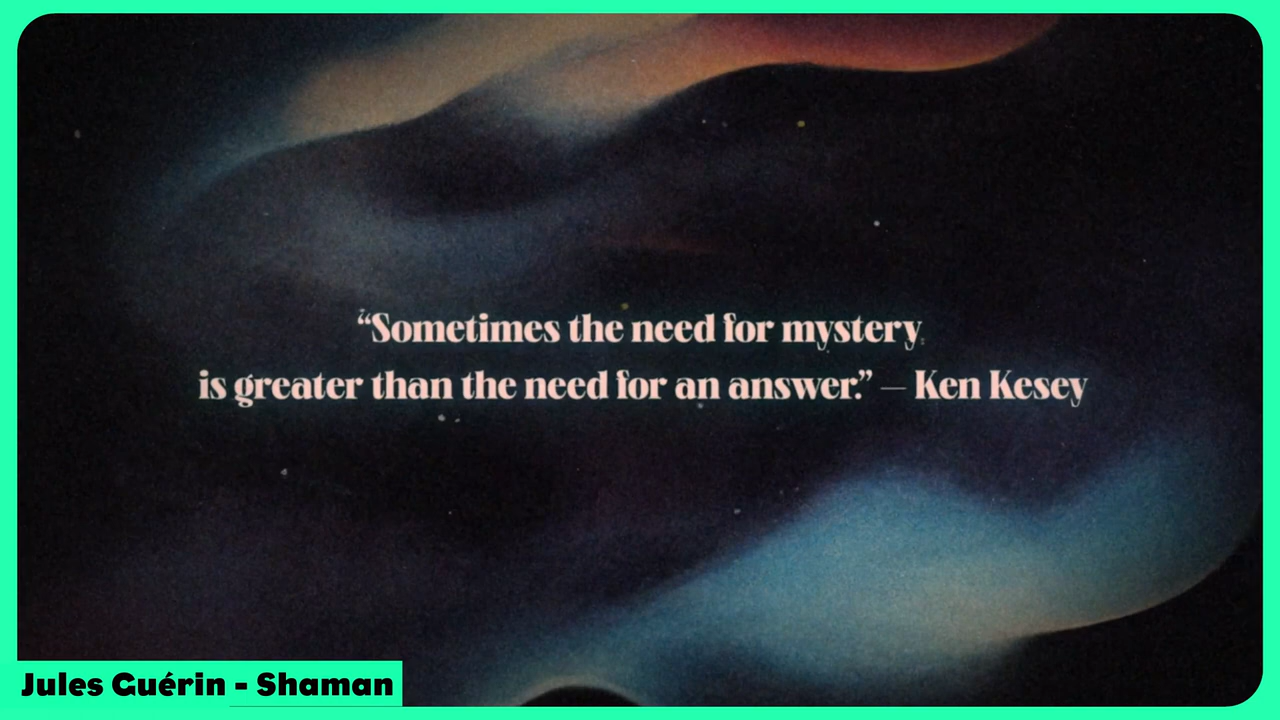 “Sometimes the need for mystery
is greater than the need for an answer.” — Ken Kesey
Jules Guérin - Shaman